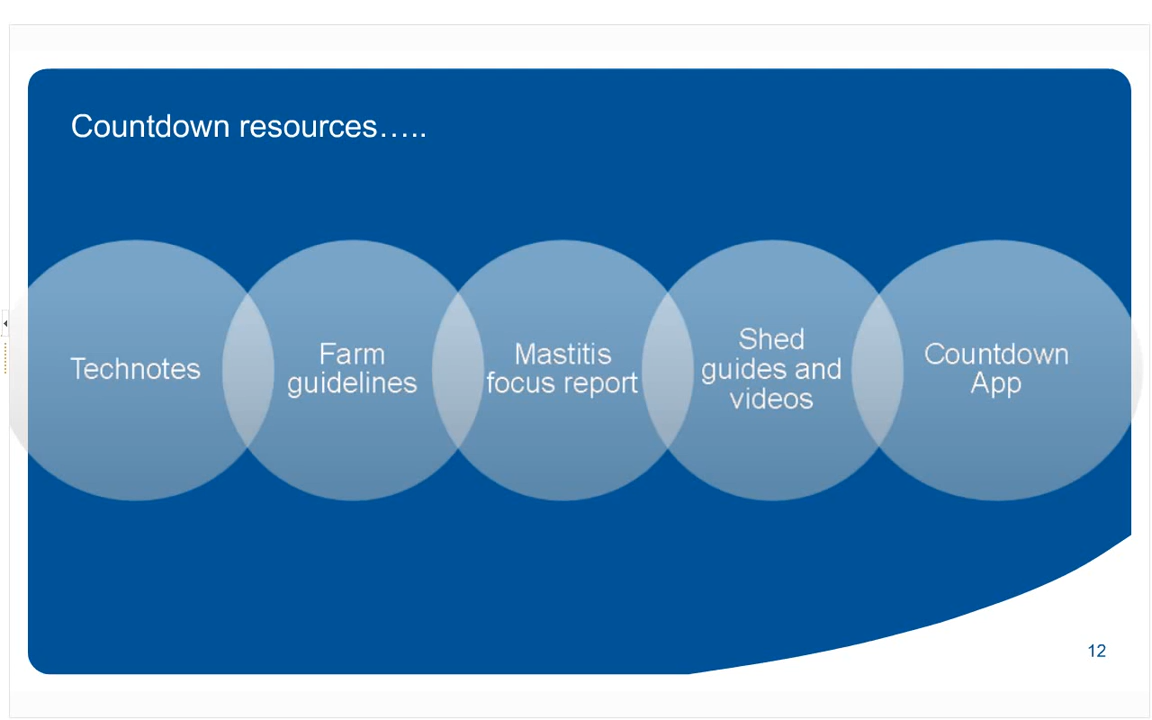 Countdown resources…..
Technotes
Farm
guidelines
Mastitis
focus report
Shed
guides and
videos
Countdown
App
12